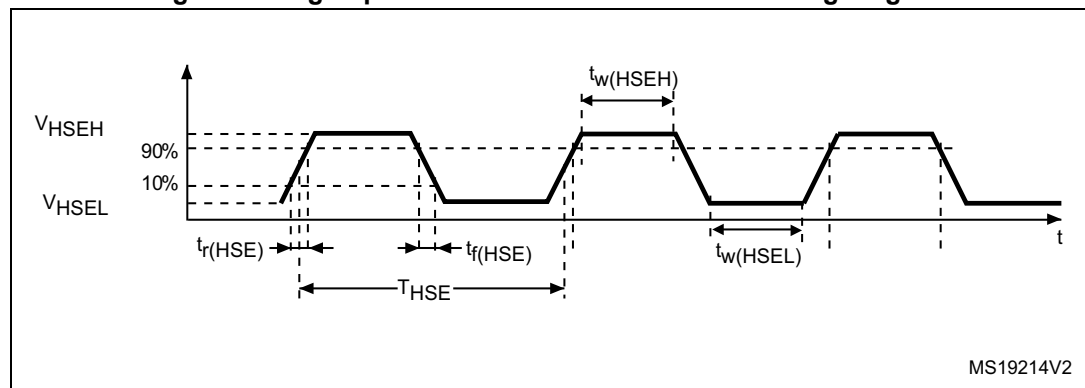 tw(HSEH)
VHSEH
90%
10%
VHSEL
tr(HSE)
tf(HSE)
tw(HSEL)
t
THSE
MS19214V2